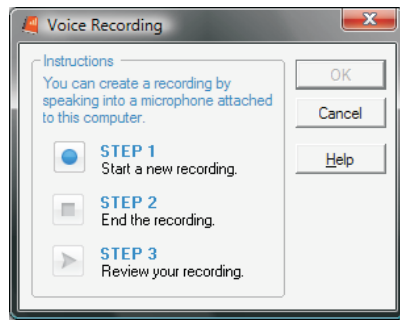 Voice Recording
Instructions
You can create a recording by
speaking into a microphone attached
to this computer.
STEP 1
Start a new recording.
STEP 2
End the recording.
STEP 3
Review your recording.
OK
Cancel
Help